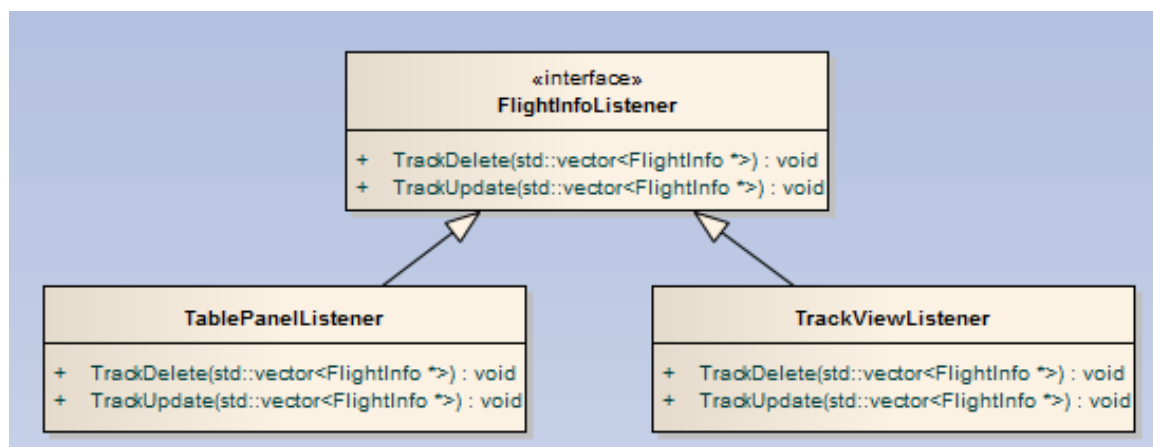 «interface»
FlightInfoListener
+ TrackDelete(std::vector<FlightInfo *>) : void
+ TrackUpdate(std::vector<FlightInfo *>) : void
TablePanelListener
+ TrackDelete(std::vector<FlightInfo *>) : void
+ TrackUpdate(std::vector<FlightInfo *>) : void
TrackViewListener
+ TrackDelete(std::vector<FlightInfo *>) : void
+ TrackUpdate(std::vector<FlightInfo *>) : void